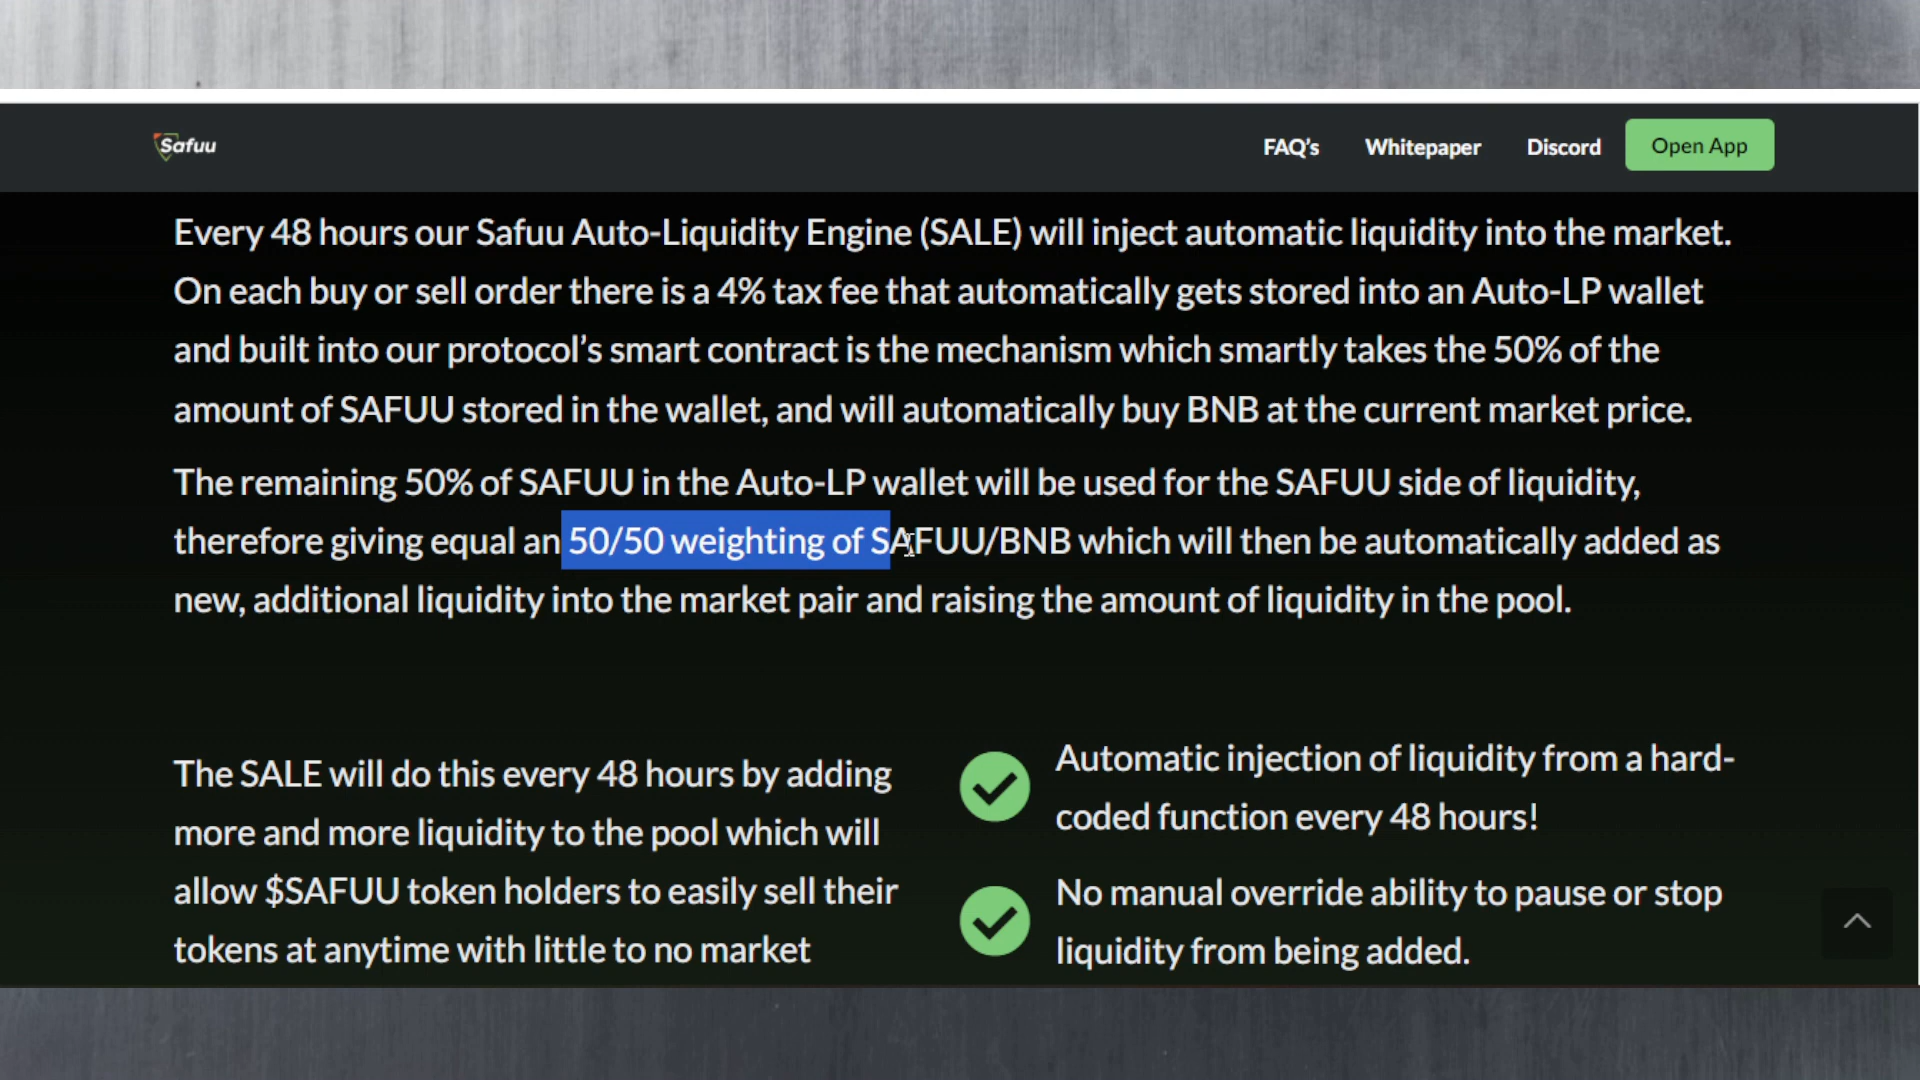 Safuu
FAQ's Whitepaper Discord Open App
Every 48 hours our Safuu Auto-Liquidity Engine (SALE) will inject automatic liquidity into the market.
On each buy or sell order there is a 4% tax fee that automatically gets stored into an Auto-LP wallet
and built into our protocol's smart contract is the mechanism which smartly takes the 50% of the
amount of SAFUU stored in the wallet, and will automatically buy BNB at the current market price.
The remaining 50% of SAFUU in the Auto-LP wallet will be used for the SAFUU side of liquidity,
therefore giving equal an 50/50 weighting of SAFUU/BNB which will then be automatically added as
new, additional liquidity into the market pair and raising the amount of liquidity in the pool.
The SALE will do this every 48 hours by adding
more and more liquidity to the pool which will
allow $SAFUU token holders to easily sell their
tokens at anytime with little to no market
Automatic injection of liquidity from a hard-
coded function every 48 hours!
No manual override ability to pause or stop
liquidity from being added.